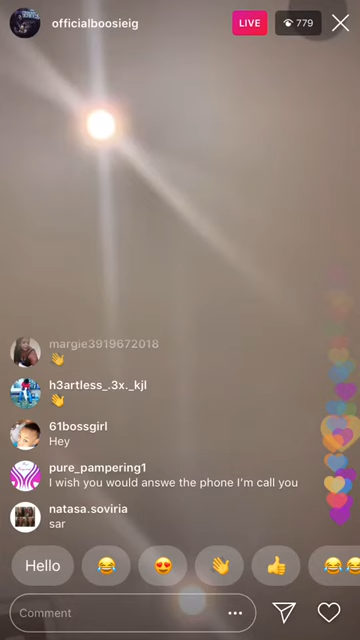 officialboosieig
LIVE
779
margie3919672018
👋
h3artless_.3x._kjl
👋
61bossgirl
Hey
pure_pampering1
I wish you would answe the phone I'm call you
natasa.soviria
sar
Hello
Comment